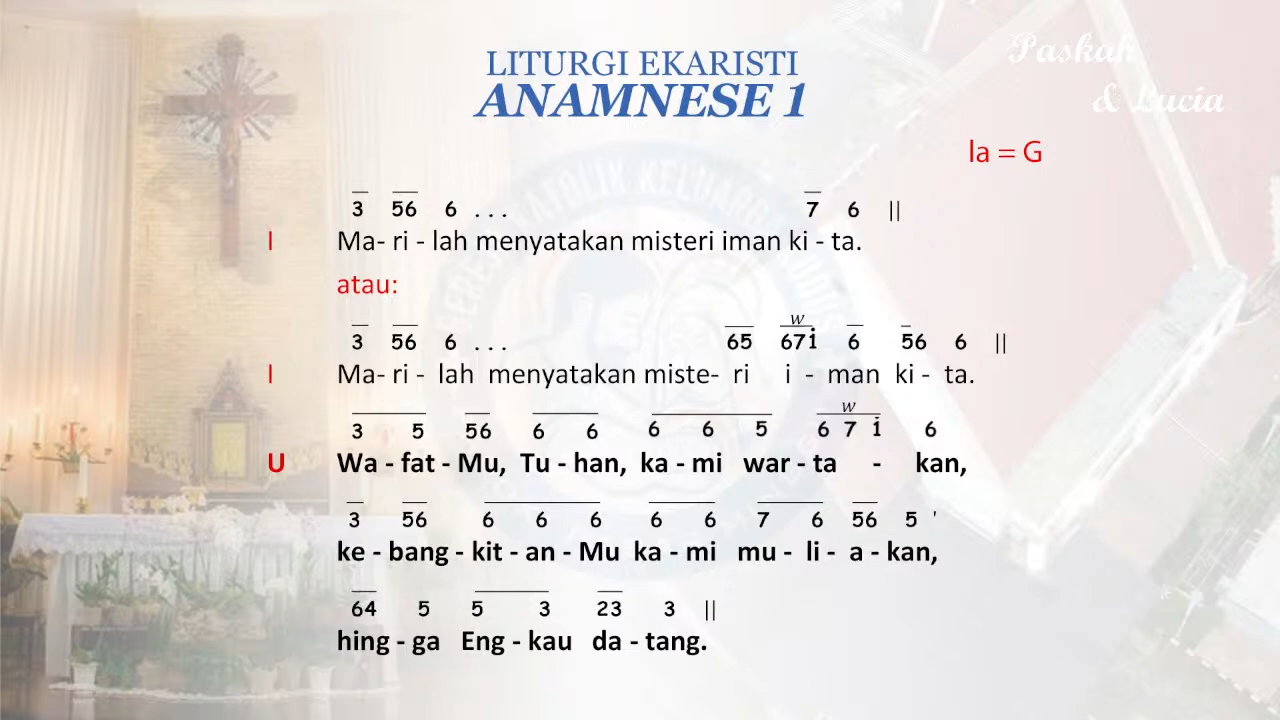 Paskah
& Lucia
LITURGI EKARISTI
ANAMNESE 1
la = G
3 56 6 . . . 7 6 ||
I Ma- ri - lah menyatakan misteri iman ki - ta.
atau:
w
3 56 6 . . . 65 671̇ 6 56 6 ||
I Ma- ri - lah menyatakan miste- ri i - man ki - ta.
w
3 5 56 6 6 6 6 5 6 7 1̇ 6
U Wa - fat - Mu, Tu - han, ka - mi war - ta - kan,
3 56 6 6 6 6 6 7 6 56 5 '
ke - bang - kit - an - Mu ka - mi mu - li - a - kan,
64 5 5 3 23 3 ||
hing - ga Eng - kau da - tang.